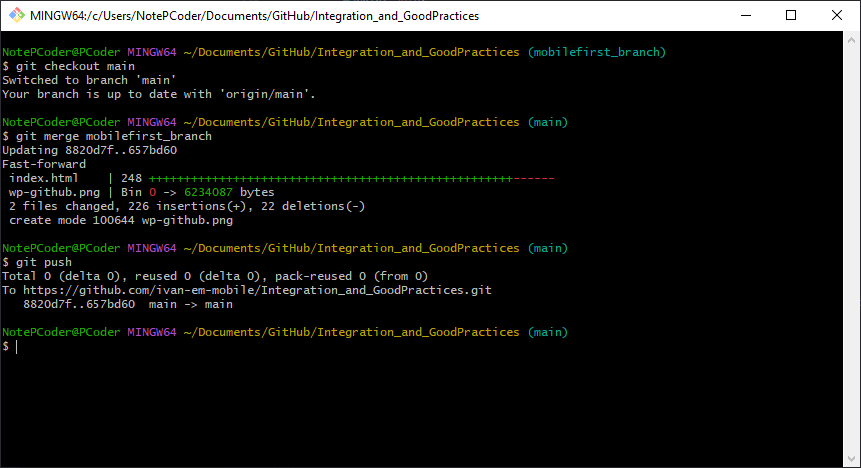 MINGW64:/c/Users/NotePCoder/Documents/GitHub/Integration_and_GoodPractices
NotePCoder@PCoder MINGW64 ~/Documents/GitHub/Integration_and_GoodPractices (mobilefirst_branch)
$ git checkout main
Switched to branch 'main'
Your branch is up to date with 'origin/main'.
NotePCoder@PCoder MINGW64 ~/Documents/GitHub/Integration_and_GoodPractices (main)
$ git merge mobilefirst_branch
Updating 8820d7f..657bd60
Fast-forward
 index.html    | 248 ++++++++++++++++++++++++++++++++++++++++++++++++++++------
 wp-github.png | Bin 0 -> 6234087 bytes
 2 files changed, 226 insertions(+), 22 deletions(-)
 create mode 100644 wp-github.png
NotePCoder@PCoder MINGW64 ~/Documents/GitHub/Integration_and_GoodPractices (main)
$ git push
Total 0 (delta 0), reused 0 (delta 0), pack-reused 0 (from 0)
To https://github.com/ivan-em-mobile/Integration_and_GoodPractices.git
   8820d7f..657bd60  main -> main
NotePCoder@PCoder MINGW64 ~/Documents/GitHub/Integration_and_GoodPractices (main)
$